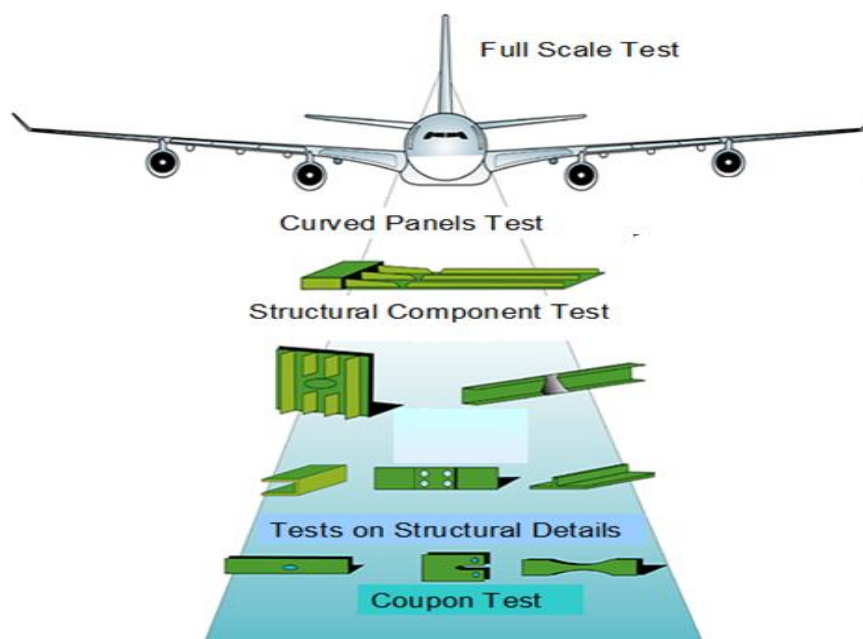 Full Scale Test
Curved Panels Test
Structural Component Test
Tests on Structural Details
Coupon Test